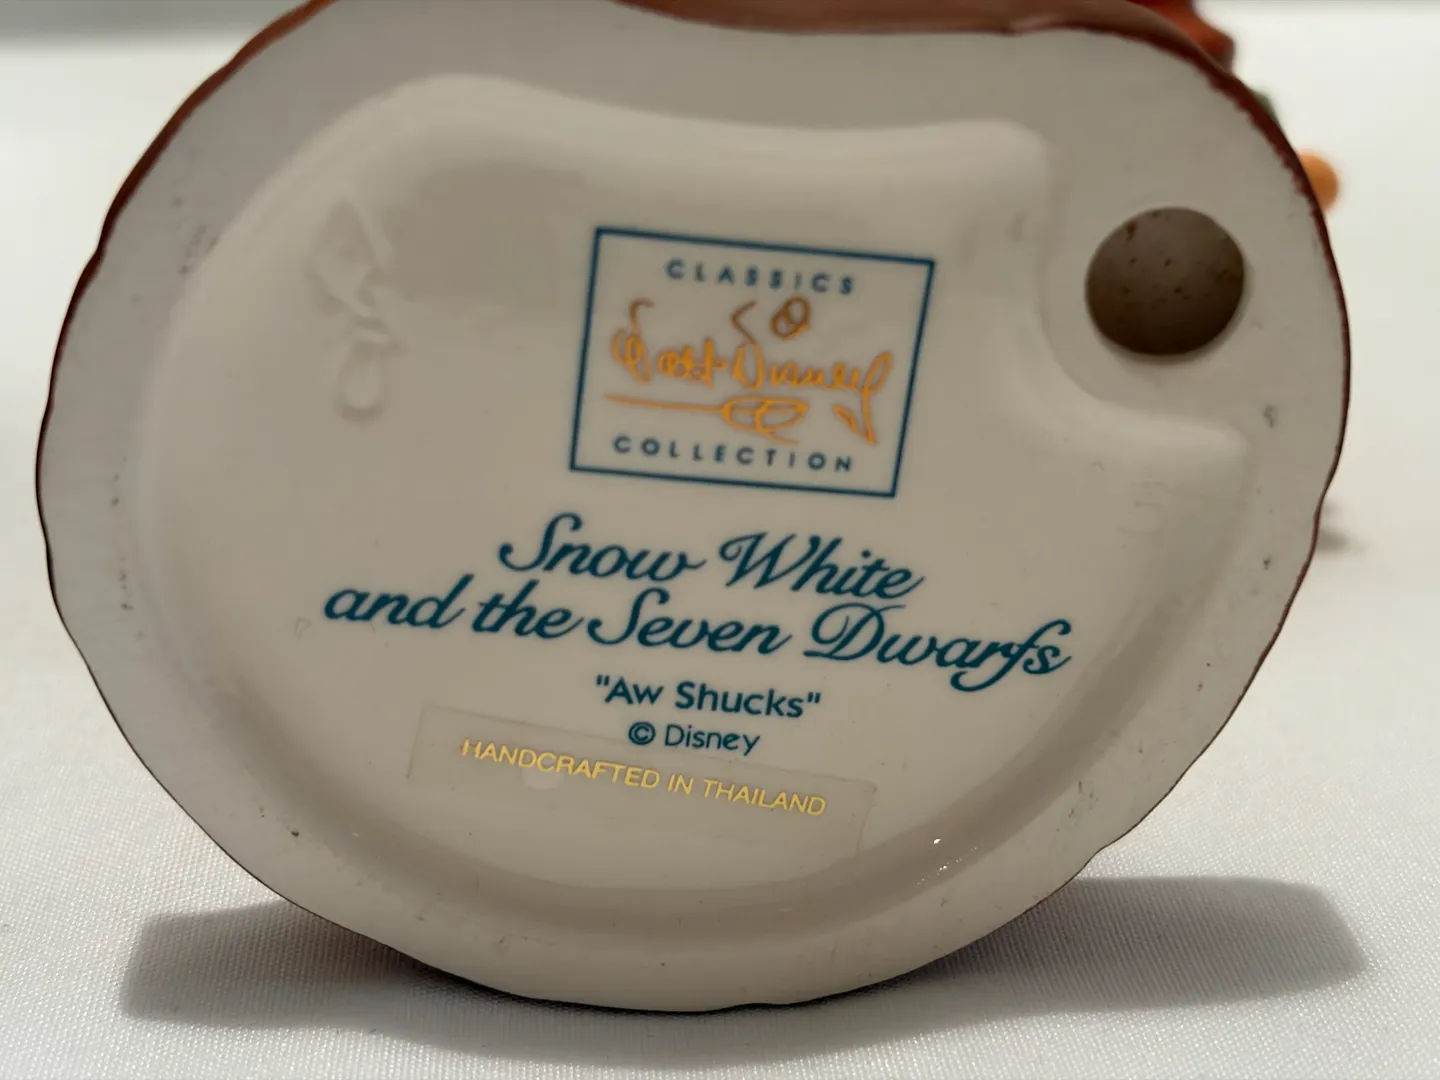 CLASSICS
Walt Disney
COLLECTION
Snow White
and the Seven Dwarfs
"Aw Shucks"
© Disney
HANDCRAFTED IN THAILAND